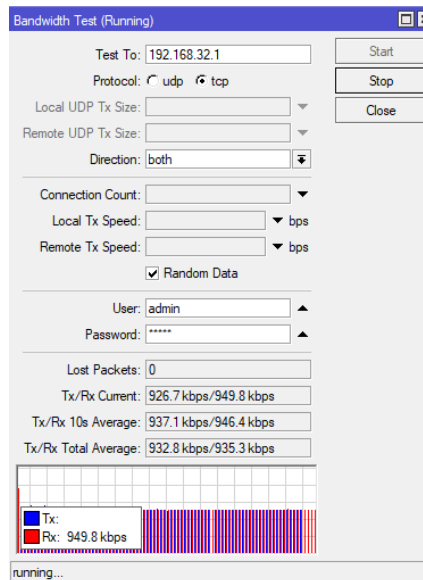 Bandwidth Test (Running)
Test To: 192.168.32.1
Start
Protocol: udp tcp
Stop
Local UDP Tx Size:
Close
Remote UDP Tx Size:
Direction: both
Connection Count:
Local Tx Speed: bps
Remote Tx Speed: bps
Random Data
User: admin
Password: *****
Lost Packets: 0
Tx/Rx Current: 926.7 kbps/949.8 kbps
Tx/Rx 10s Average: 937.1 kbps/946.4 kbps
Tx/Rx Total Average: 932.8 kbps/935.3 kbps
Tx:
Rx: 949.8 kbps
running...